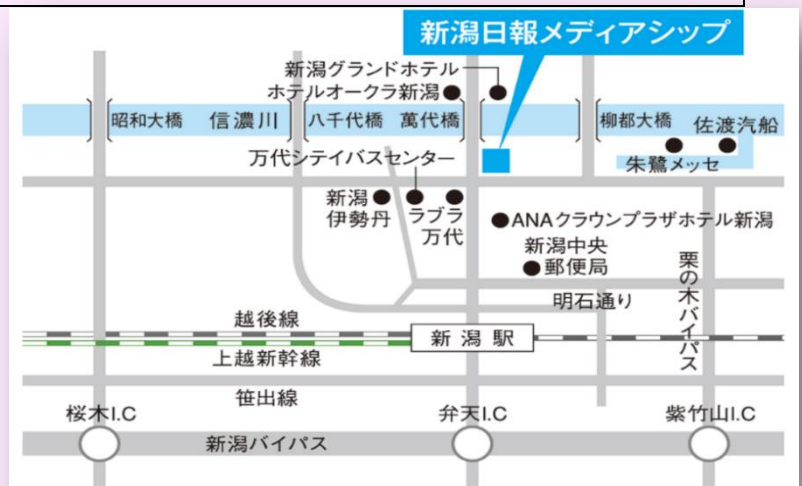 新潟日報メディアシップ
新潟グランドホテル
ホテルオークラ新潟
昭和大橋
信濃川
八千代橋
萬代橋
柳都大橋
佐渡汽船
朱鷺メッセ
万代シテイバスセンター
新潟
伊勢丹
ラブラ
万代
ANAクラウンプラザホテル新潟
新潟中央
郵便局
栗の木バイパス
明石通り
越後線
新潟駅
上越新幹線
笹出線
桜木I.C
弁天I.C
紫竹山I.C
新潟バイパス